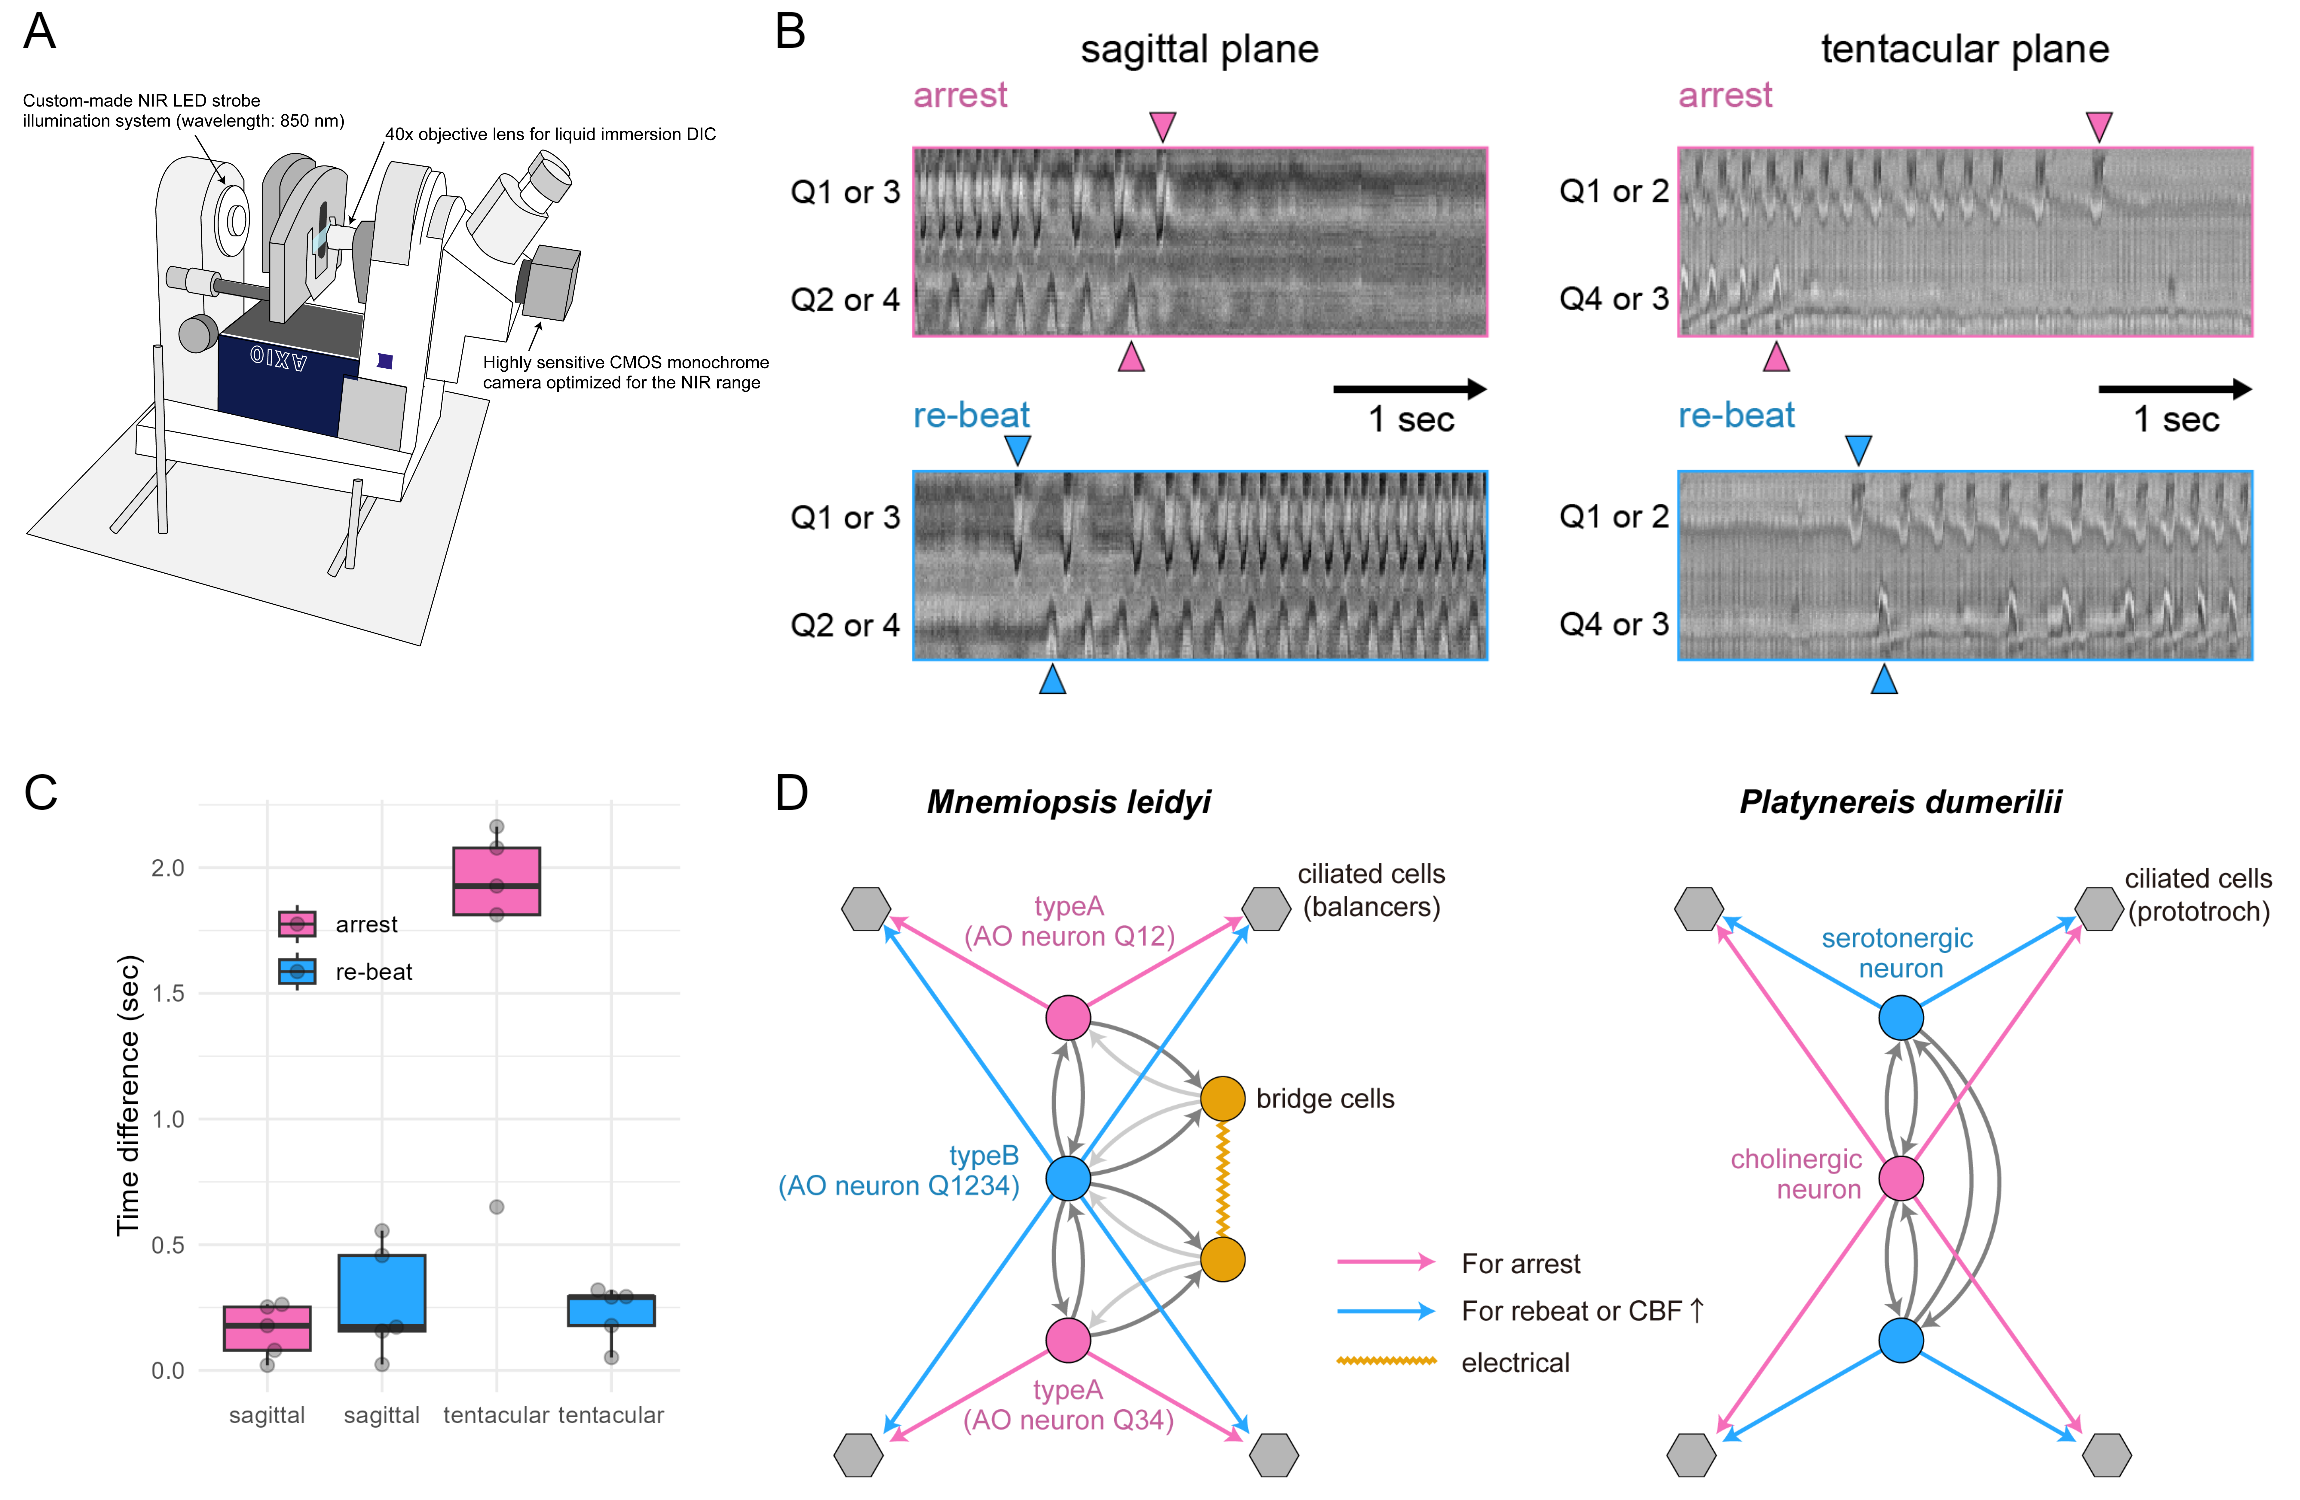 A
Custom-made NIR LED strobe
illumination system (wavelength: 850 nm)
40x objective lens for liquid immersion DIC
AXIO
Highly sensitive CMOS monochrome
camera optimized for the NIR range
B
sagittal plane
tentacular plane
arrest
arrest
Q1 or 3
Q2 or 4
Q1 or 2
Q4 or 3
1 sec
1 sec
re-beat
re-beat
Q1 or 3
Q2 or 4
Q1 or 2
Q4 or 3
C
Time difference (sec)
2.0
1.5
1.0
0.5
0.0
arrest
re-beat
sagittal
sagittal
tentacular
tentacular
D
Mnemiopsis leidyi
typeA
(AO neuron Q12)
ciliated cells
(balancers)
bridge cells
typeB
(AO neuron Q1234)
typeA
(AO neuron Q34)
Platynereis dumerilii
ciliated cells
(prototroch)
serotonergic
neuron
cholinergic
neuron
For arrest
For rebeat or CBF ↑
electrical